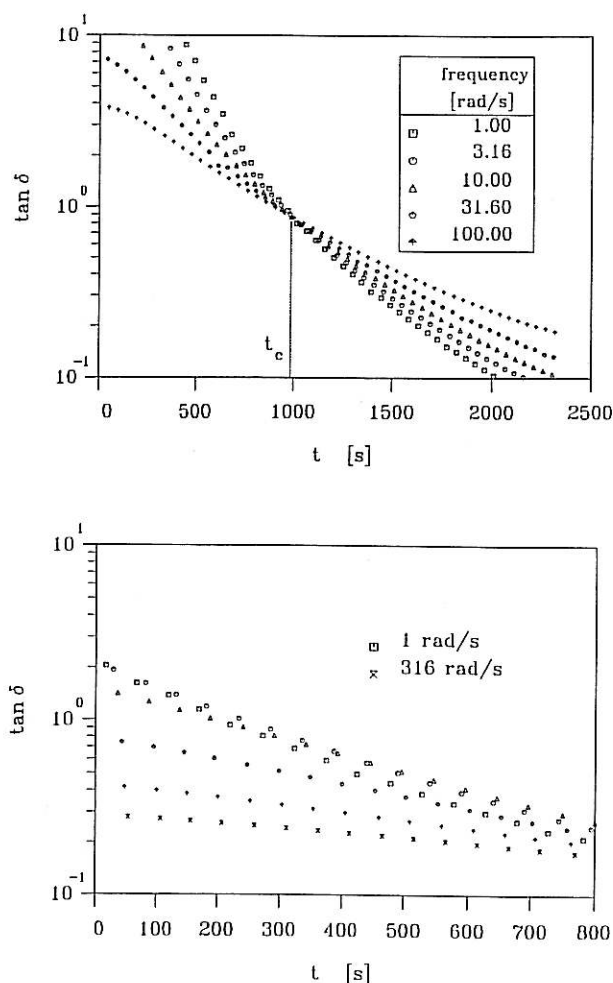 10^1
10^0
10^-1
tan δ
frequency
[rad/s]
1.00
3.16
10.00
31.60
100.00
t_c
0 500 1000 1500 2000 2500
t [s]
10^1
10^0
10^-1
tan δ
1 rad/s
316 rad/s
0 100 200 300 400 500 600 700 800
t [s]